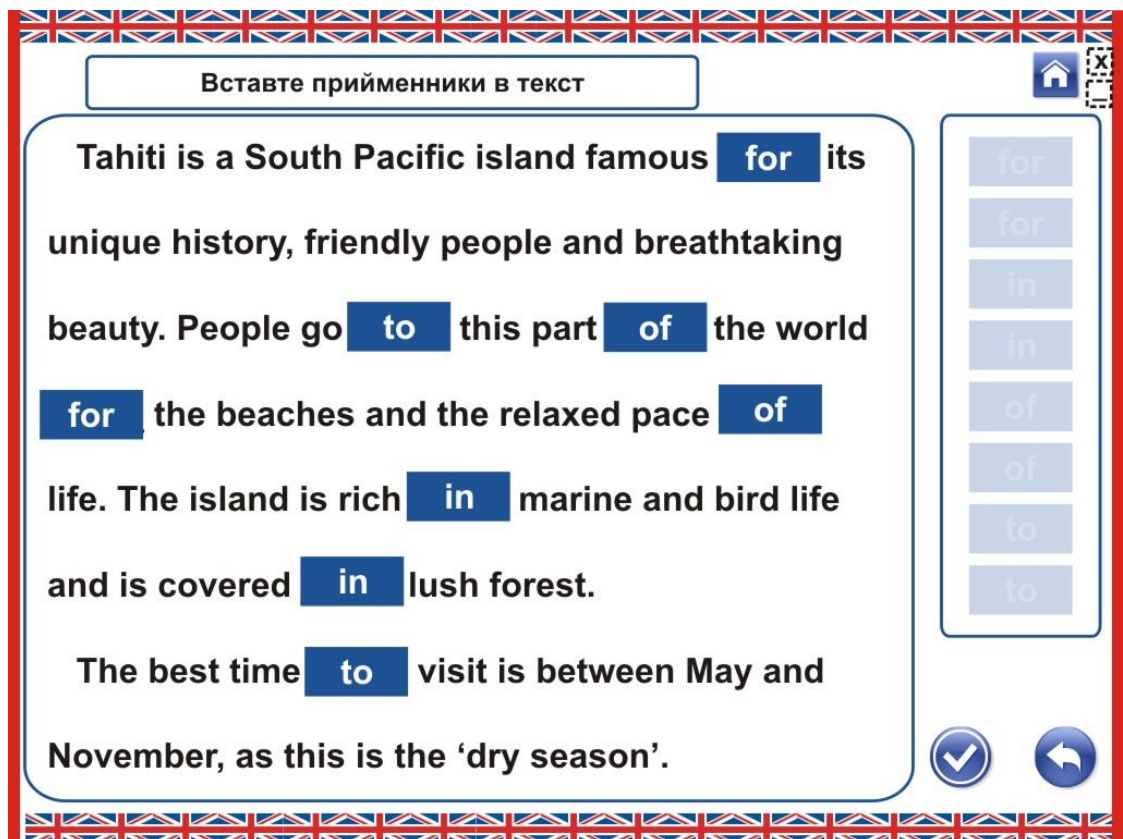 Вставте прийменники в текст
X
_
Tahiti is a South Pacific island famous for its
unique history, friendly people and breathtaking
beauty. People go to this part of the world
for the beaches and the relaxed pace of
life. The island is rich in marine and bird life
and is covered in lush forest.
The best time to visit is between May and
November, as this is the ‘dry season’.
for
for
in
in
of
of
to
to